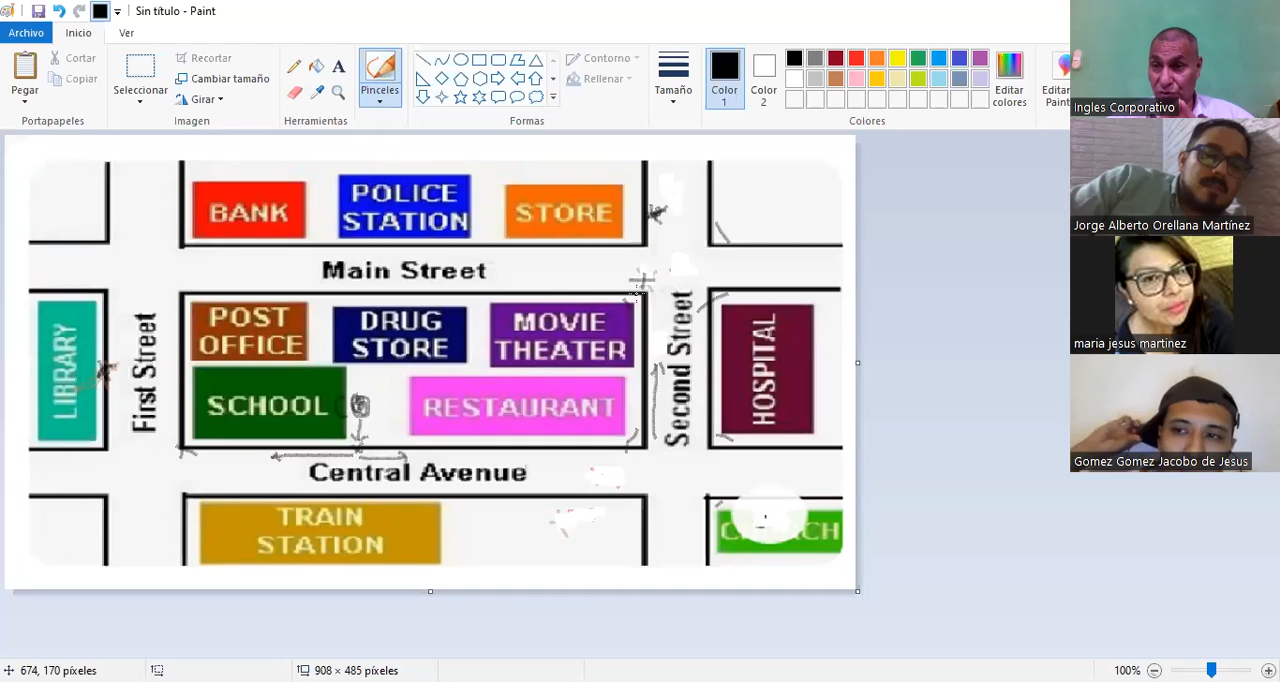 Sin título - Paint
Archivo
Inicio
Ver
Pegar
Cortar
Copiar
Portapapeles
Seleccionar
Recortar
Cambiar tamaño
Girar
Imagen
A
Herramientas
Pinceles
Contorno
Rellenar
Formas
Tamaño
Color
1
Color
2
Editar
colores
Colores
Editar
Paint
BANK
POLICE
STATION
STORE
Main Street
LIBRARY
First Street
POST
OFFICE
DRUG
STORE
MOVIE
THEATER
SCHOOL
RESTAURANT
Second Street
HOSPITAL
Central Avenue
TRAIN
STATION
Ingles Corporativo
Jorge Alberto Orellana Martínez
maria jesus martinez
Gomez Gomez Jacobo de Jesus
674, 170 píxeles
908 × 485 píxeles
100%